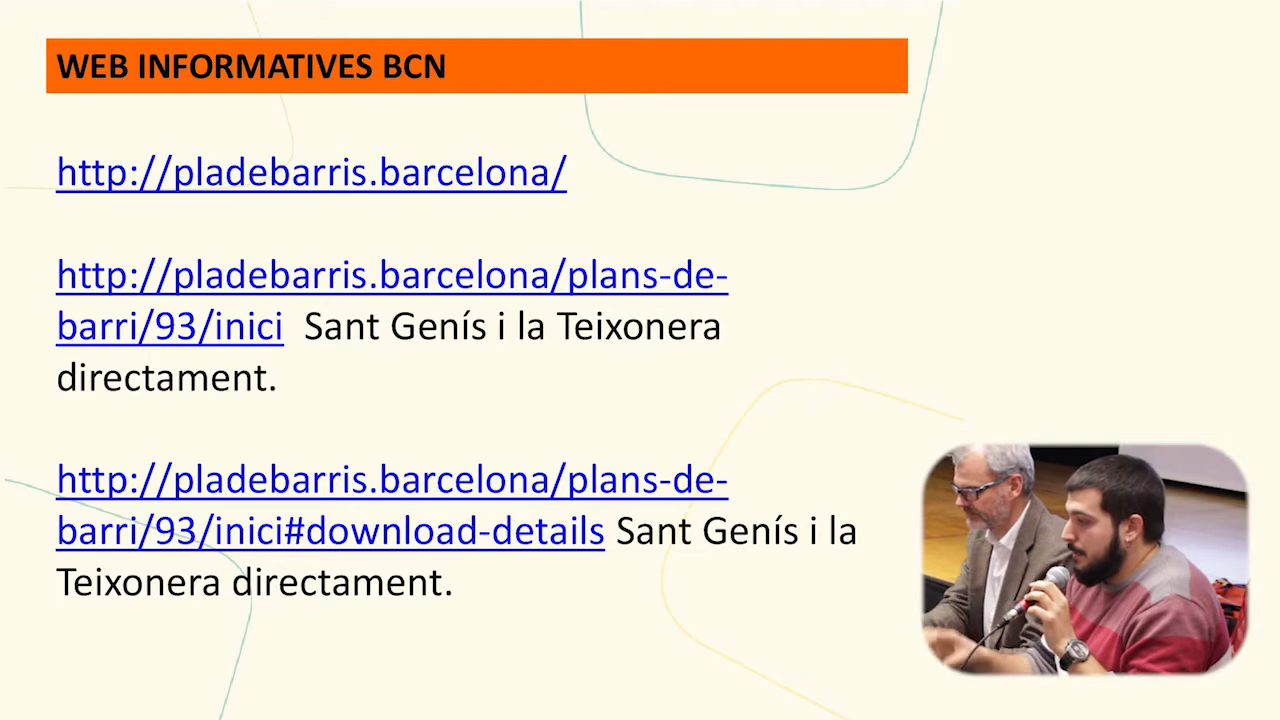 WEB INFORMATIVES BCN
http://pladebarris.barcelona/
http://pladebarris.barcelona/plans-de-
barri/93/inici Sant Genís i la Teixonera
directament.
http://pladebarris.barcelona/plans-de-
barri/93/inici#download-details Sant Genís i la
Teixonera directament.